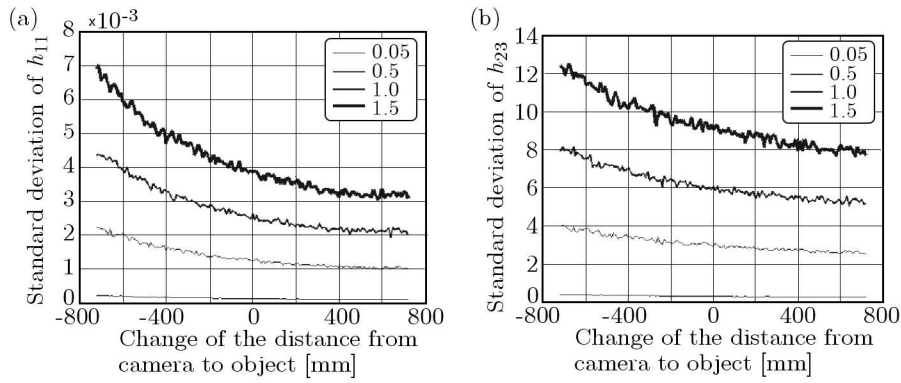 (a)
×10⁻³
8
7
6
5
4
3
2
1
0
Standard deviation of h₁₁
0.05
0.5
1.0
1.5
-800 -400 0 400 800
Change of the distance from
camera to object [mm]
(b)
14
12
10
8
6
4
2
0
Standard deviation of h₂₃
0.05
0.5
1.0
1.5
-800 -400 0 400 800
Change of the distance from
camera to object [mm]